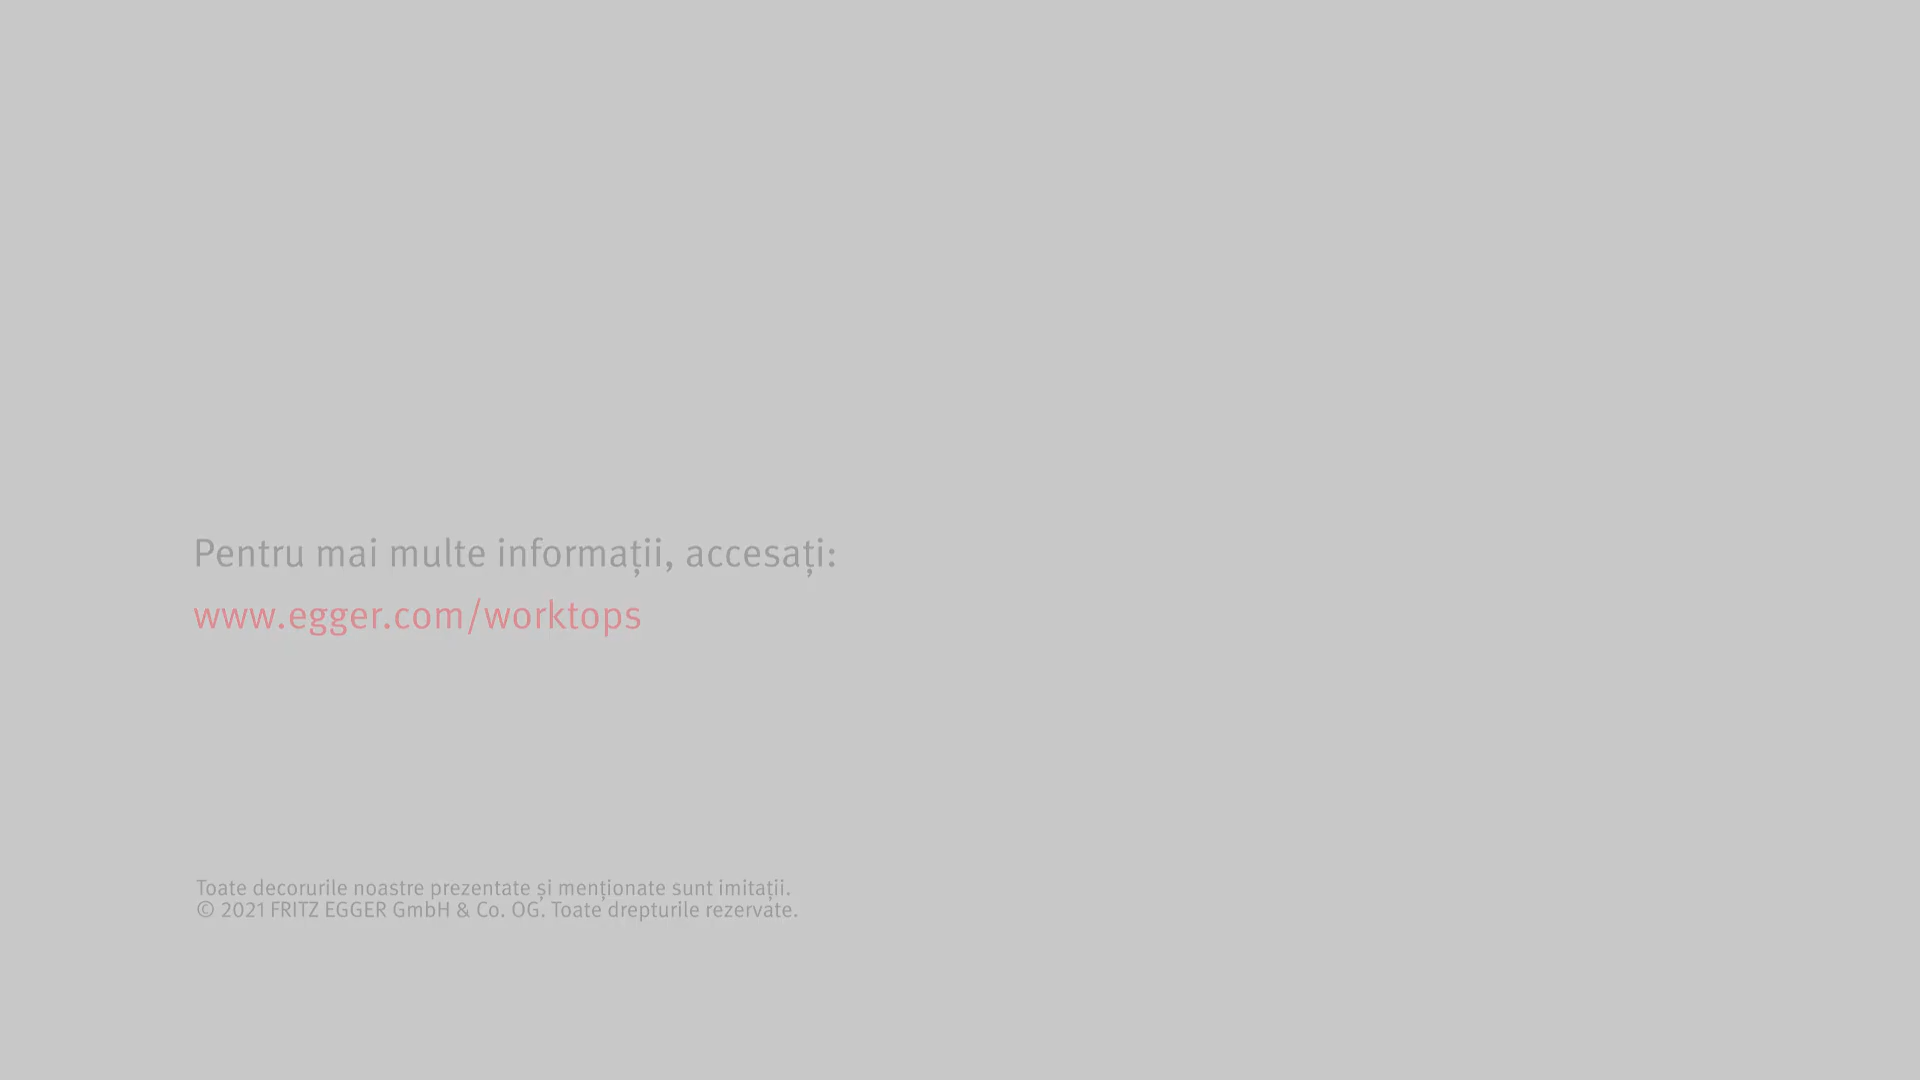 Pentru mai multe informații, accesați:
www.egger.com/worktops
Toate decorurile noastre prezentate și menționate sunt imitații.
© 2021 FRITZ EGGER GmbH & Co. OG. Toate drepturile rezervate.